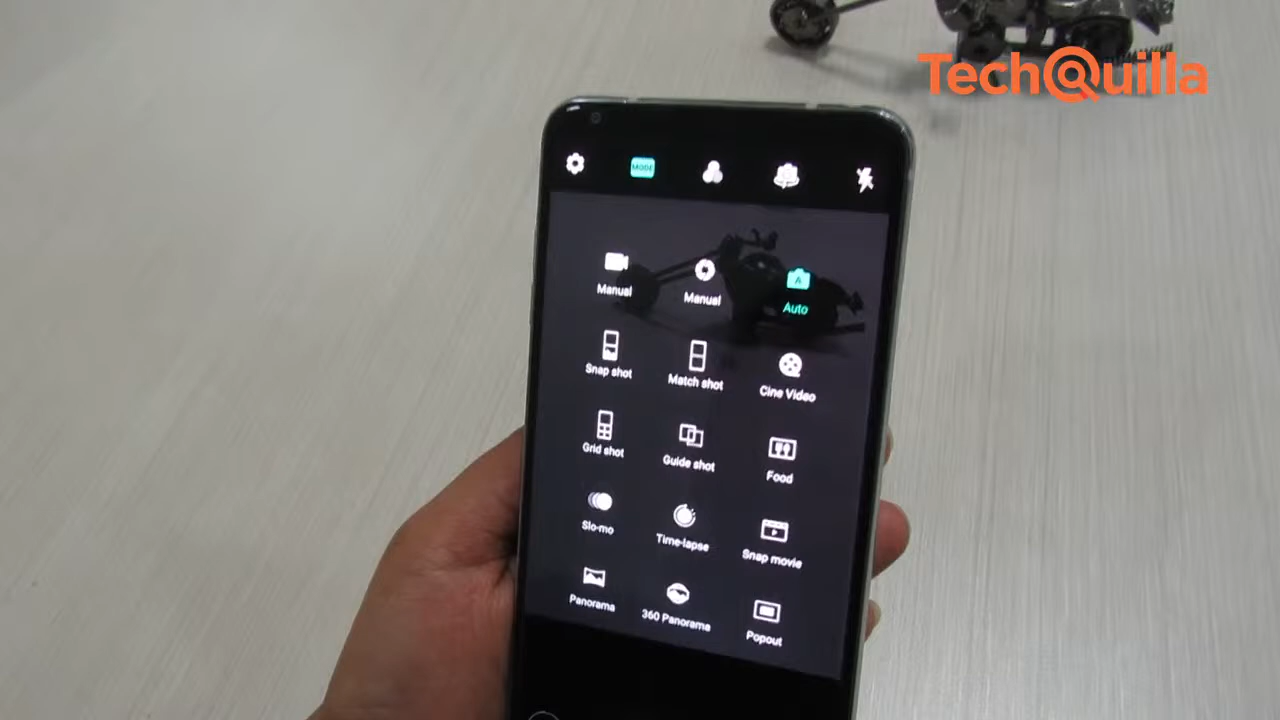 TechQuilla
MODE
Manual
Manual
A
Auto
Snap shot
Match shot
Cine Video
Grid shot
Guide shot
Food
Slo-mo
Time-lapse
Snap movie
Panorama
360 Panorama
Popout